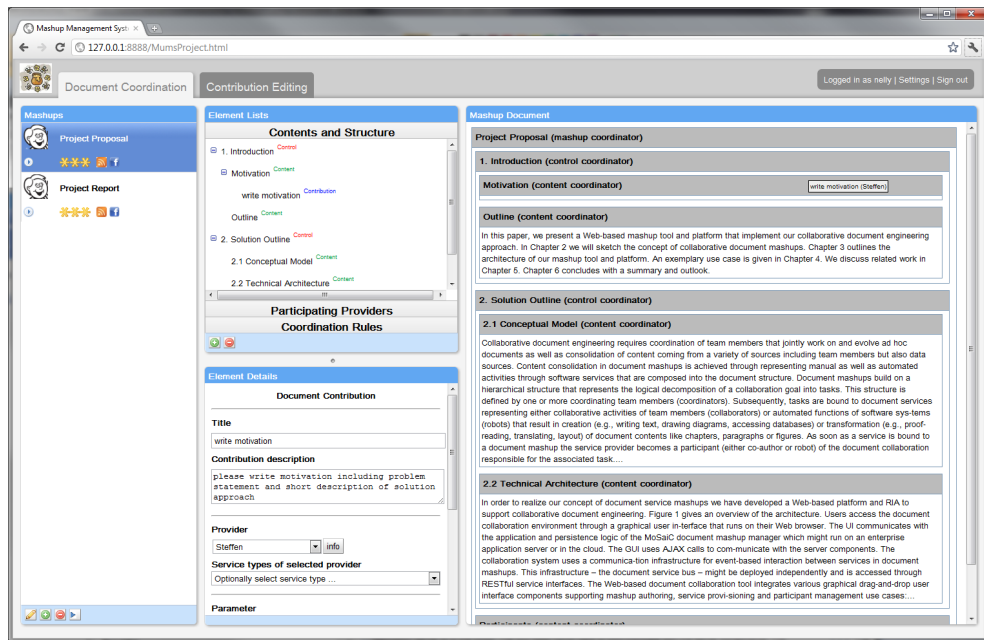 Mashup Management Syst
127.0.0.1:8888/MumsProject.html
Document Coordination
Contribution Editing
Logged in as nelly | Settings | Sign out
Mashups
Project Proposal
Project Report
Element Lists
Contents and Structure
1. Introduction Control
Motivation Content
write motivation Contribution
Outline Content
2. Solution Outline Control
2.1 Conceptual Model Content
2.2 Technical Architecture Content
Participating Providers
Coordination Rules
Element Details
Document Contribution
Title
write motivation
Contribution description
please write motivation including problem
statement and short description of solution
approach
Provider
Steffen
info
Service types of selected provider
Optionally select service type ...
Parameter
Mashup Document
Project Proposal (mashup coordinator)
1. Introduction (control coordinator)
Motivation (content coordinator)
write motivation (Steffen)
Outline (content coordinator)
In this paper, we present a Web-based mashup tool and platform that implement our collaborative document engineering
approach. In Chapter 2 we will sketch the concept of collaborative document mashups. Chapter 3 outlines the
architecture of our mashup tool and platform. An exemplary use case is given in Chapter 4. We discuss related work in
Chapter 5. Chapter 6 concludes with a summary and outlook.
2. Solution Outline (control coordinator)
2.1 Conceptual Model (content coordinator)
Collaborative document engineering requires coordination of team members that jointly work on and evolve ad hoc
documents as well as consolidation of content coming from a variety of sources including team members but also data
sources. Content consolidation in document mashups is achieved through representing manual as well as automated
activities through software services that are composed into the document structure. Document mashups build on a
hierarchical structure that represents the logical decomposition of a collaboration goal into tasks. This structure is
defined by one or more coordinating team members (coordinators). Subsequently, tasks are bound to document services
representing either collaborative activities of team members (collaborators) or automated functions of software sys-tems
(robots) that result in creation (e.g., writing text, drawing diagrams, accessing databases) or transformation (e.g., proof-
reading, translating, layout) of document contents like chapters, paragraphs or figures. As soon as a service is bound to
a document mashup the service provider becomes a participant (either co-author or robot) of the document collaboration
responsible for the associated task....
2.2 Technical Architecture (content coordinator)
In order to realize our concept of document service mashups we have developed a Web-based platform and RIA to
support collaborative document engineering. Figure 1 gives an overview of the architecture. Users access the document
collaboration environment through a graphical user in-terface that runs on their Web browser. The UI communicates with
the application and persistence logic of the MoSaiC document mashup manager which might run on an enterprise
application server or in the cloud. The GUI uses AJAX calls to com-municate with the server components. The
collaboration system uses a communica-tion infrastructure for event-based interaction between services in document
mashups. This infrastructure – the document service bus – might be deployed independently and is accessed through
RESTful service interfaces. The Web-based document collaboration tool integrates various graphical drag-and-drop user
interface components supporting mashup authoring, service provi-sioning and participant management use cases:...